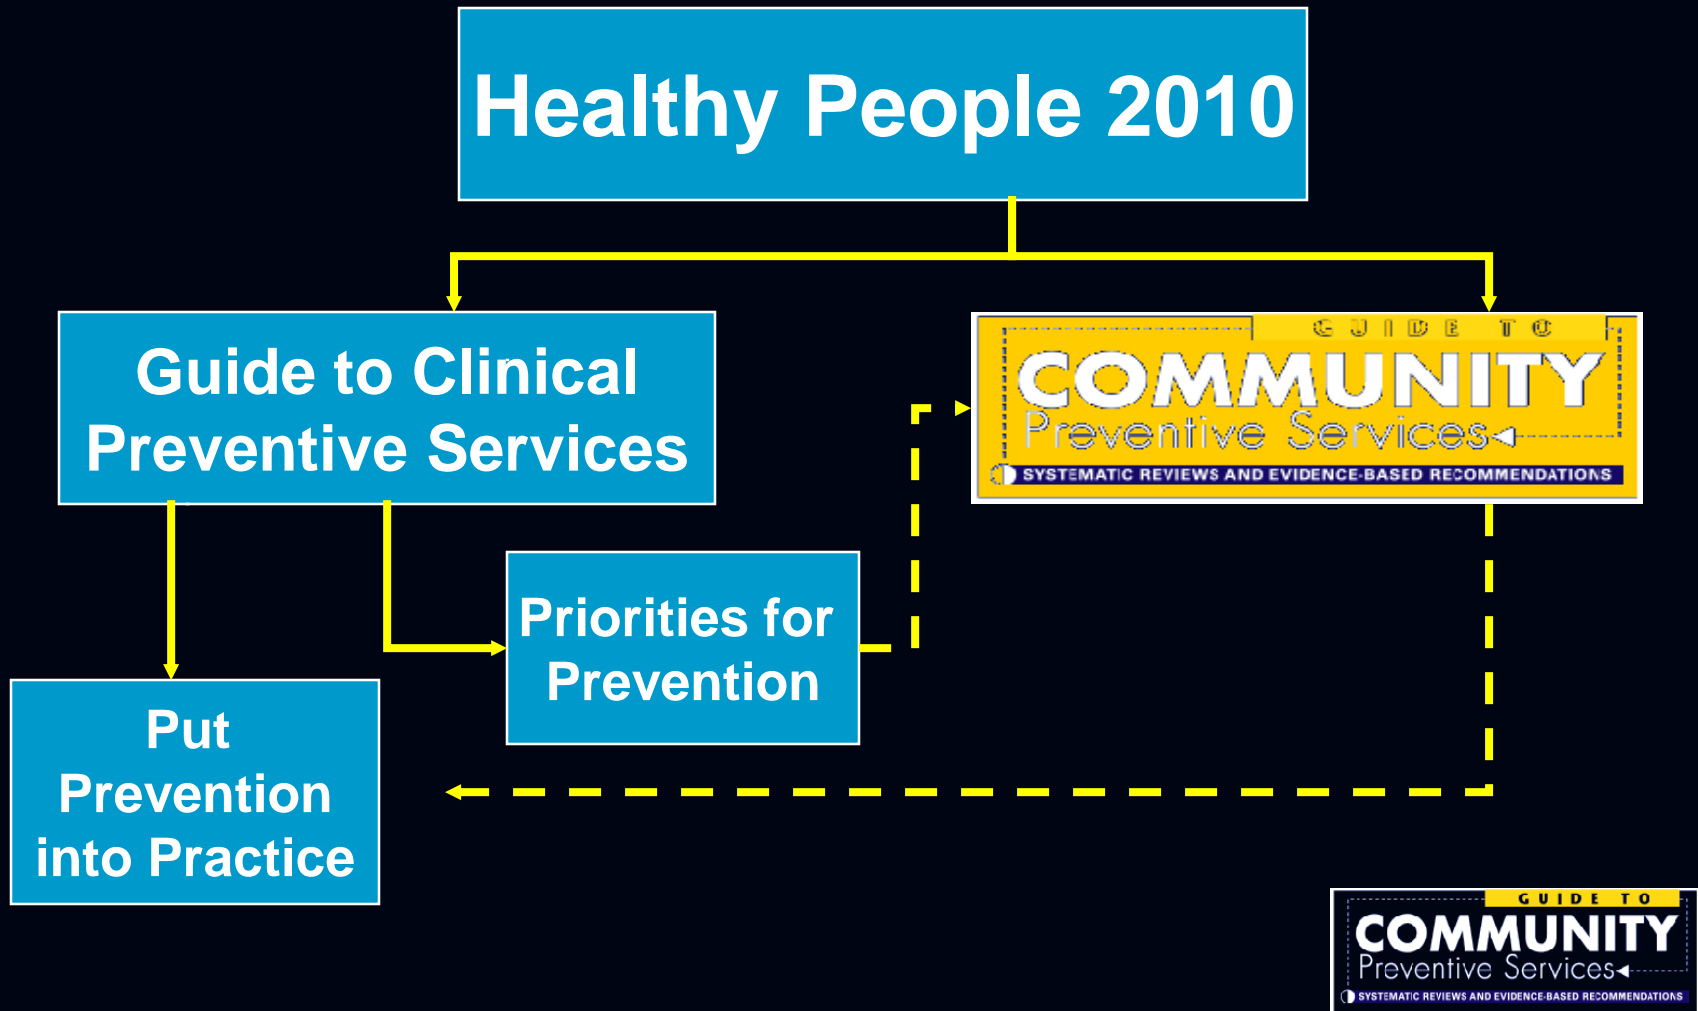 Healthy People 2010
Guide to Clinical
Preventive Services
GUIDE TO
COMMUNITY
Preventive Services
SYSTEMATIC REVIEWS AND EVIDENCE-BASED RECOMMENDATIONS
Priorities for
Prevention
Put
Prevention
into Practice
GUIDE TO
COMMUNITY
Preventive Services
SYSTEMATIC REVIEWS AND EVIDENCE-BASED RECOMMENDATIONS